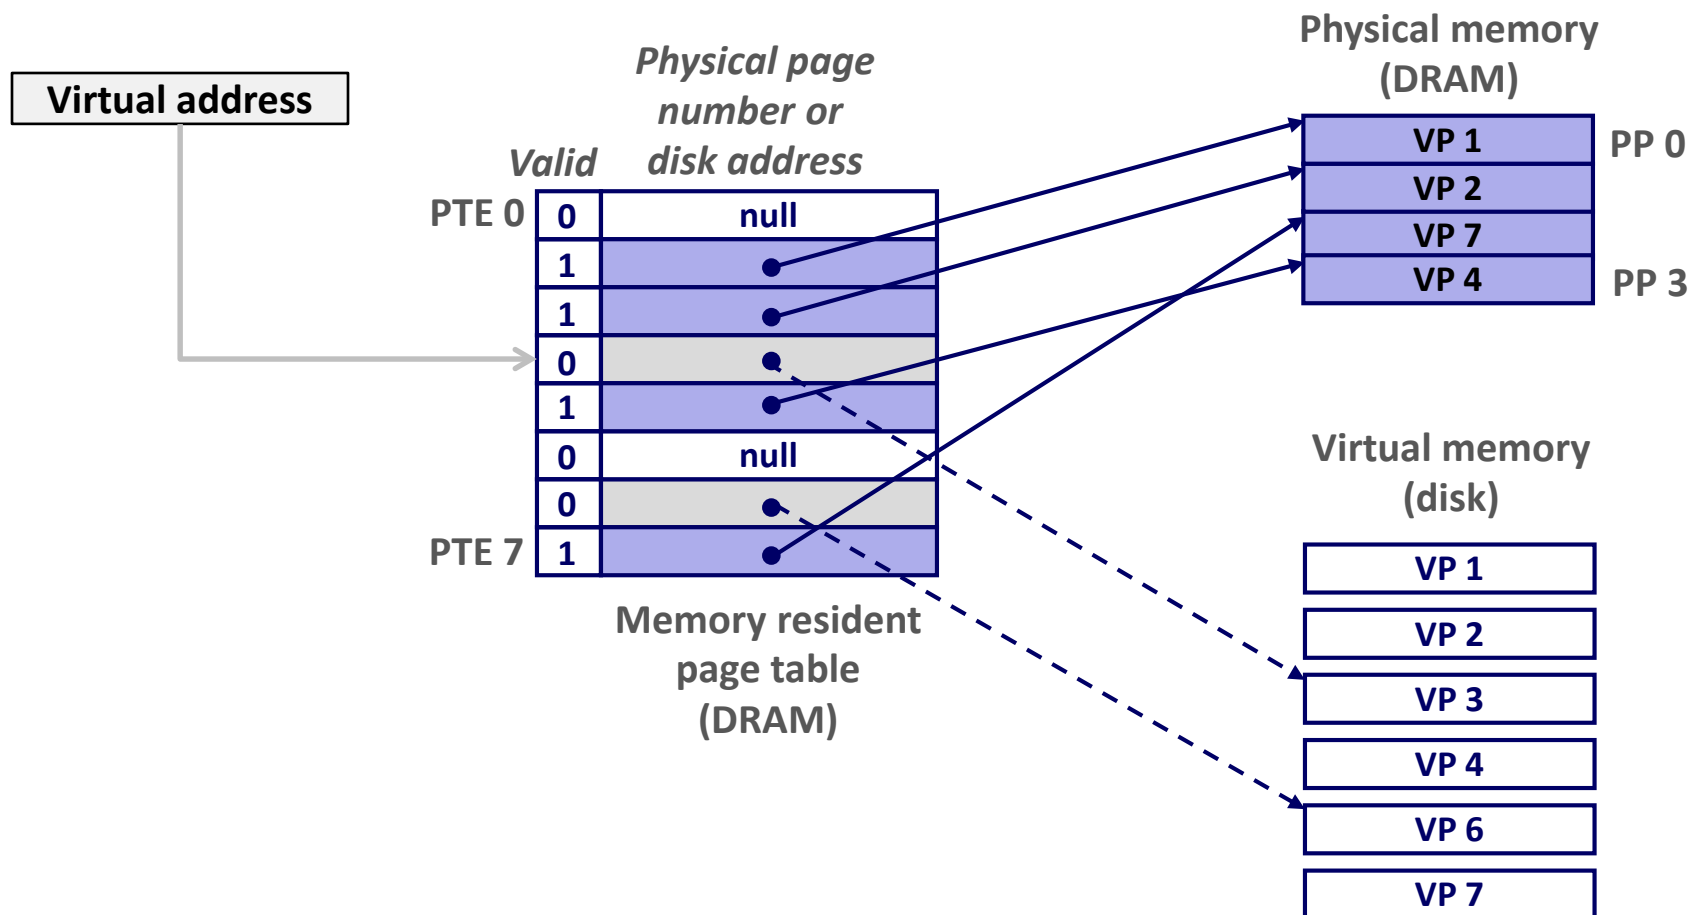 Virtual address
Physical page
number or
disk address
Valid
PTE 0
0
null
1
1
0
1
0
null
0
PTE 7
1
Memory resident
page table
(DRAM)
Physical memory
(DRAM)
VP 1
PP 0
VP 2
VP 7
VP 4
PP 3
Virtual memory
(disk)
VP 1
VP 2
VP 3
VP 4
VP 6
VP 7